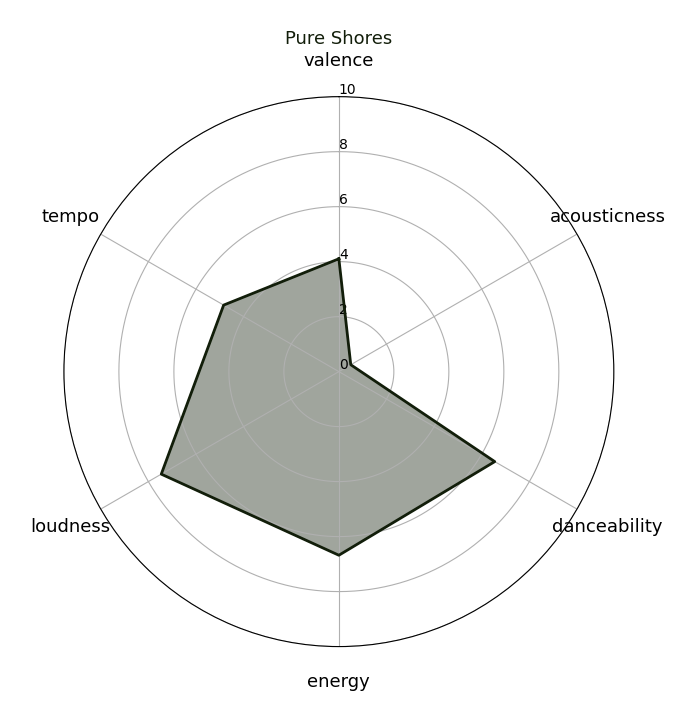 Pure Shores
valence
10
8
tempo
6
acousticness
4
2
0
loudness
danceability
energy